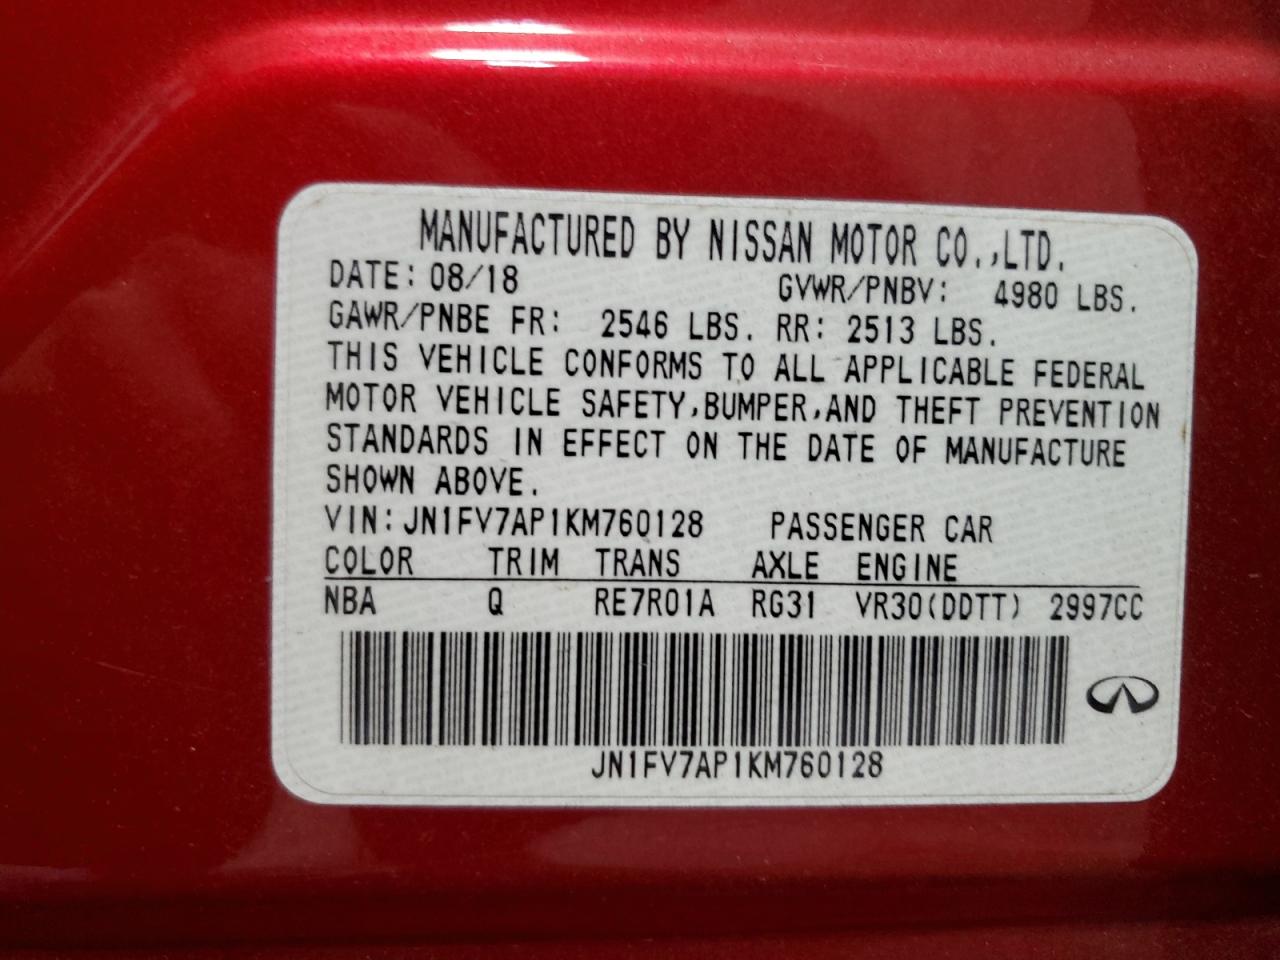 MANUFACTURED BY NISSAN MOTOR CO.,LTD.
DATE: 08/18 GVWR/PNBV: 4980 LBS.
GAWR/PNBE FR: 2546 LBS. RR: 2513 LBS.
THIS VEHICLE CONFORMS TO ALL APPLICABLE FEDERAL
MOTOR VEHICLE SAFETY,BUMPER,AND THEFT PREVENTION
STANDARDS IN EFFECT ON THE DATE OF MANUFACTURE
SHOWN ABOVE.
VIN: JN1FV7AP1KM760128 PASSENGER CAR
COLOR TRIM TRANS AXLE ENGINE
NBA Q RE7R01A RG31 VR30(DDTT) 2997CC
JN1FV7AP1KM760128